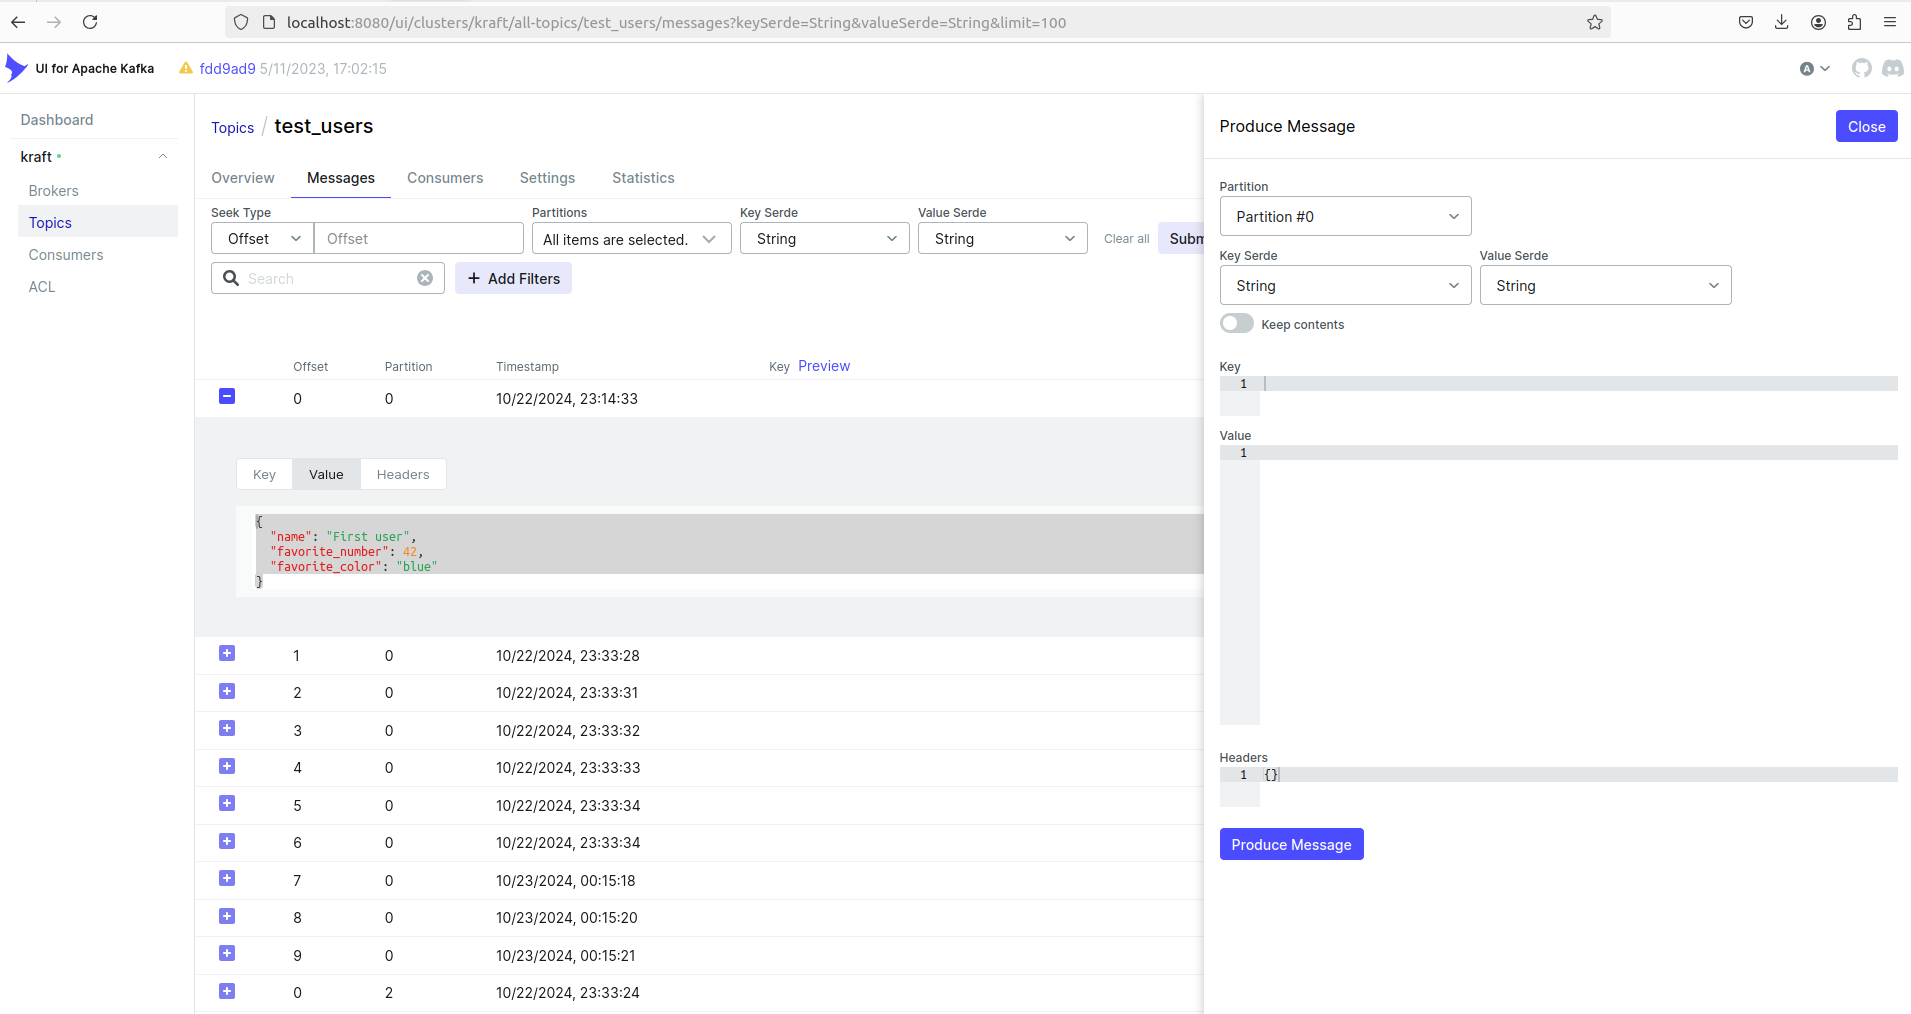 localhost:8080/ui/clusters/kraft/all-topics/test_users/messages?keySerde=String&valueSerde=String&limit=100
UI for Apache Kafka fdd9ad9 5/11/2023, 17:02:15 A
Dashboard
kraft
Brokers
Topics
Consumers
ACL
Topics / test_users
Overview Messages Consumers Settings Statistics
Seek Type Partitions Key Serde Value Serde
Offset Offset All items are selected. String String Clear all Subm
Search + Add Filters
Offset Partition Timestamp Key Preview
0 0 10/22/2024, 23:14:33
Key Value Headers
{
"name": "First user",
"favorite_number": 42,
"favorite_color": "blue"
}
1 0 10/22/2024, 23:33:28
2 0 10/22/2024, 23:33:31
3 0 10/22/2024, 23:33:32
4 0 10/22/2024, 23:33:33
5 0 10/22/2024, 23:33:34
6 0 10/22/2024, 23:33:34
7 0 10/23/2024, 00:15:18
8 0 10/23/2024, 00:15:20
9 0 10/23/2024, 00:15:21
0 2 10/22/2024, 23:33:24
Produce Message Close
Partition
Partition #0
Key Serde Value Serde
String String
Keep contents
Key
1
Value
1
Headers
1 {}
Produce Message